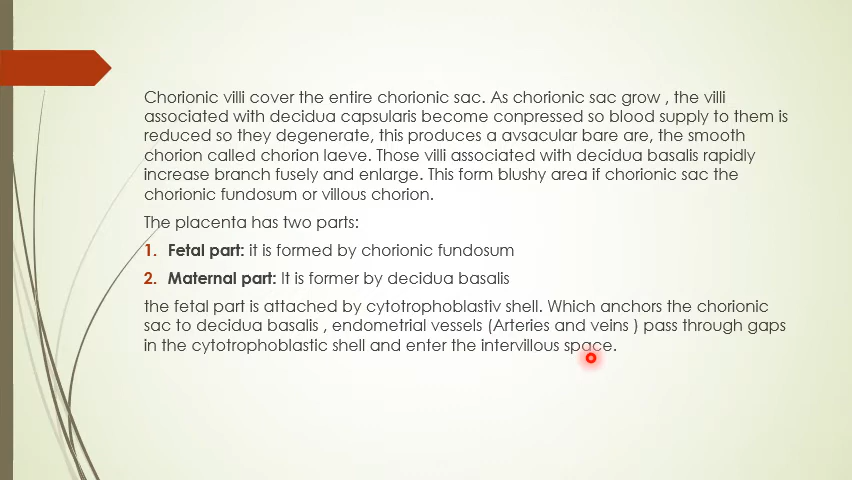 Chorionic villi cover the entire chorionic sac. As chorionic sac grow , the villi
associated with decidua capsularis become conpressed so blood supply to them is
reduced so they degenerate, this produces a avsacular bare are, the smooth
chorion called chorion laeve. Those villi associated with decidua basalis rapidly
increase branch fusely and enlarge. This form blushy area if chorionic sac the
chorionic fundosum or villous chorion.
The placenta has two parts:
1. Fetal part: it is formed by chorionic fundosum
2. Maternal part: It is former by decidua basalis
the fetal part is attached by cytotrophoblastiv shell. Which anchors the chorionic
sac to decidua basalis , endometrial vessels (Arteries and veins ) pass through gaps
in the cytotrophoblastic shell and enter the intervillous space.